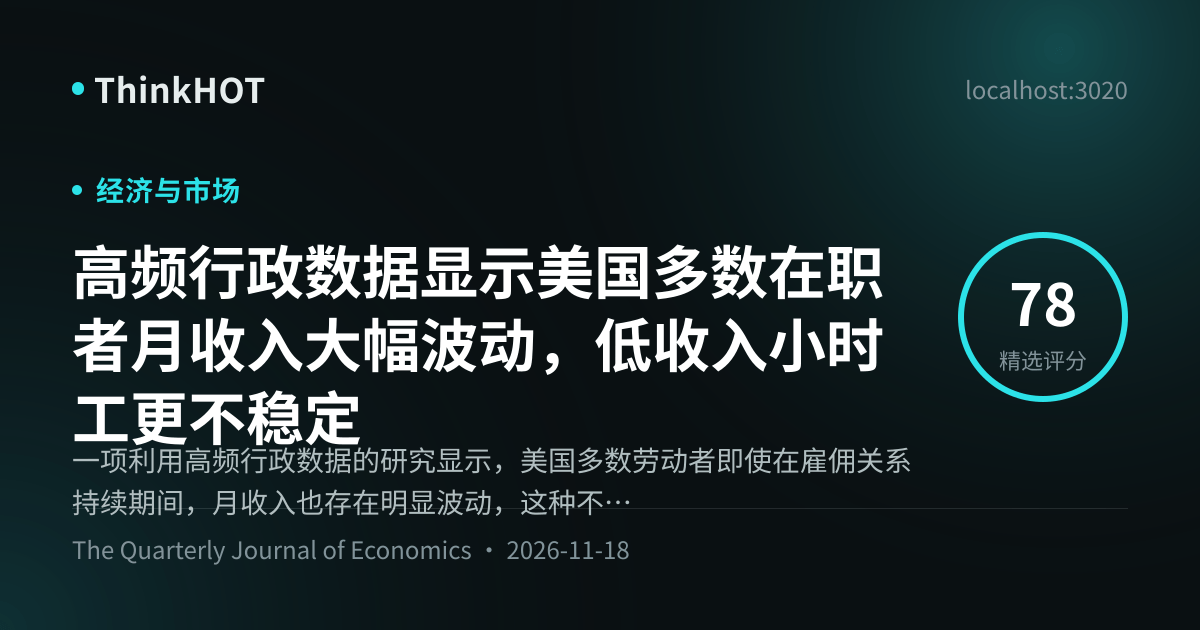 ThinkHOT
localhost:3020
经济与市场
高频行政数据显示美国多数在职
者月收入大幅波动，低收入小时
工更不稳定
78
精选评分
一项利用高频行政数据的研究显示，美国多数劳动者即使在雇佣关系
持续期间，月收入也存在明显波动，这种不…
The Quarterly Journal of Economics · 2026-11-18